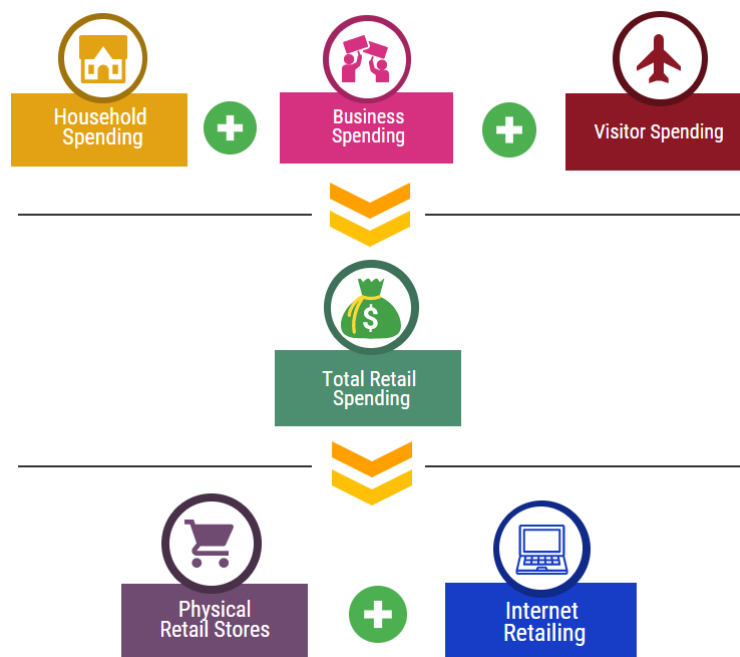 Household
Spending
Business
Spending
Visitor Spending
$
Total Retail
Spending
Physical
Retail Stores
Internet
Retailing